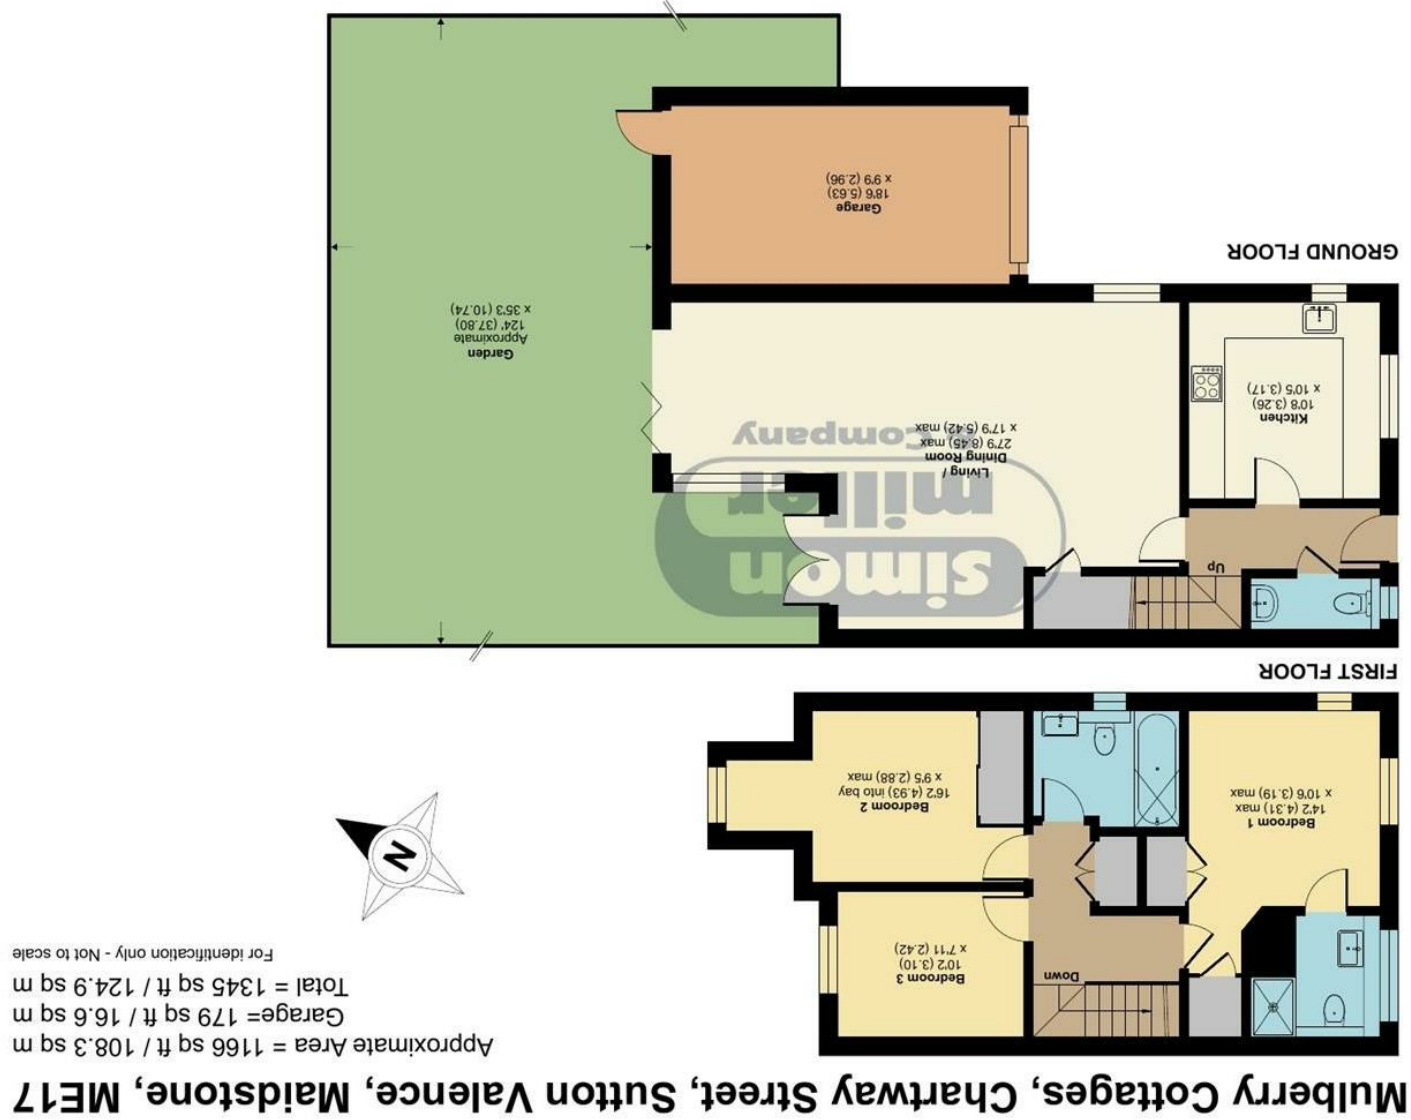 Mulberry Cottages, Chartway Street, Sutton Valence, Maidstone, ME17
Approximate Area = 1166 sq ft / 108.3 sq m
Garage= 179 sq ft / 16.6 sq m
Total = 1345 sq ft / 124.9 sq m
For identification only - Not to scale
N
Down
Bedroom 3
10'2 (3.10)
x 7'11 (2.42)
Bedroom 1
14'2 (4.31) max
x 10'6 (3.19) max
Bedroom 2
16'2 (4.93) into bay
x 9'5 (2.88) max
FIRST FLOOR
Up
simon
miller
& Company
Living /
Dining Room
27'9 (8.45) max
x 17'9 (5.42) max
Kitchen
10'8 (3.26)
x 10'5 (3.17)
Garden
Approximate
124' (37.80)
x 35'3 (10.74)
GROUND FLOOR
Garage
18'6 (5.63)
x 9'9 (2.96)